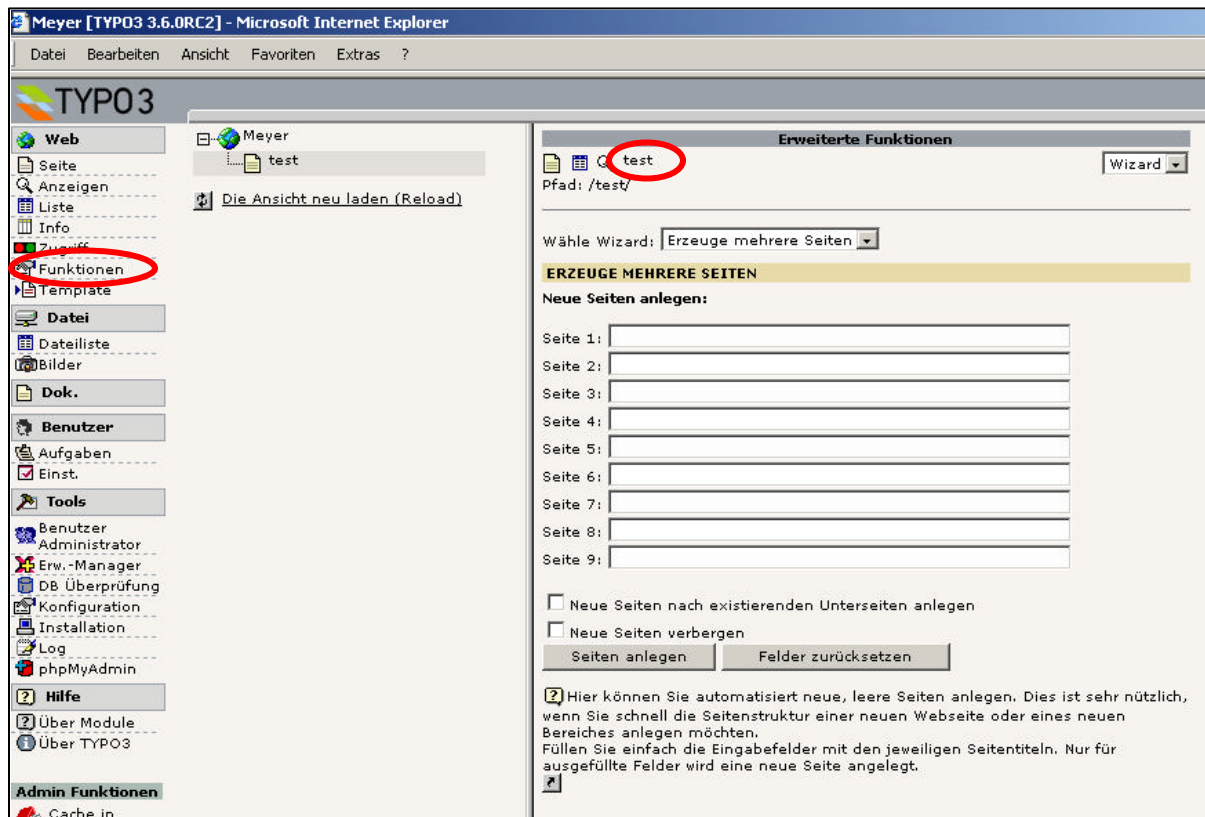 Meyer [TYPO3 3.6.0RC2] - Microsoft Internet Explorer
Datei Bearbeiten Ansicht Favoriten Extras ?
TYPO3
Web
Seite
Anzeigen
Liste
Info
Zugriff
Funktionen
Template
Datei
Dateiliste
Bilder
Dok.
Benutzer
Aufgaben
Einst.
Tools
Benutzer
Administrator
Erw.-Manager
DB Überprüfung
Konfiguration
Installation
Log
phpMyAdmin
Hilfe
Über Module
Über TYPO3
Admin Funktionen
Cache in
Meyer
test
Die Ansicht neu laden (Reload)
Erweiterte Funktionen
test
Wizard
Pfad: /test/
Wähle Wizard: Erzeuge mehrere Seiten
ERZEUGE MEHRERE SEITEN
Neue Seiten anlegen:
Seite 1:
Seite 2:
Seite 3:
Seite 4:
Seite 5:
Seite 6:
Seite 7:
Seite 8:
Seite 9:
Neue Seiten nach existierenden Unterseiten anlegen
Neue Seiten verbergen
Seiten anlegen Felder zurücksetzen
Hier können Sie automatisiert neue, leere Seiten anlegen. Dies ist sehr nützlich,
wenn Sie schnell die Seitenstruktur einer neuen Webseite oder eines neuen
Bereiches anlegen möchten.
Füllen Sie einfach die Eingabefelder mit den jeweiligen Seitentiteln. Nur für
ausgefüllte Felder wird eine neue Seite angelegt.